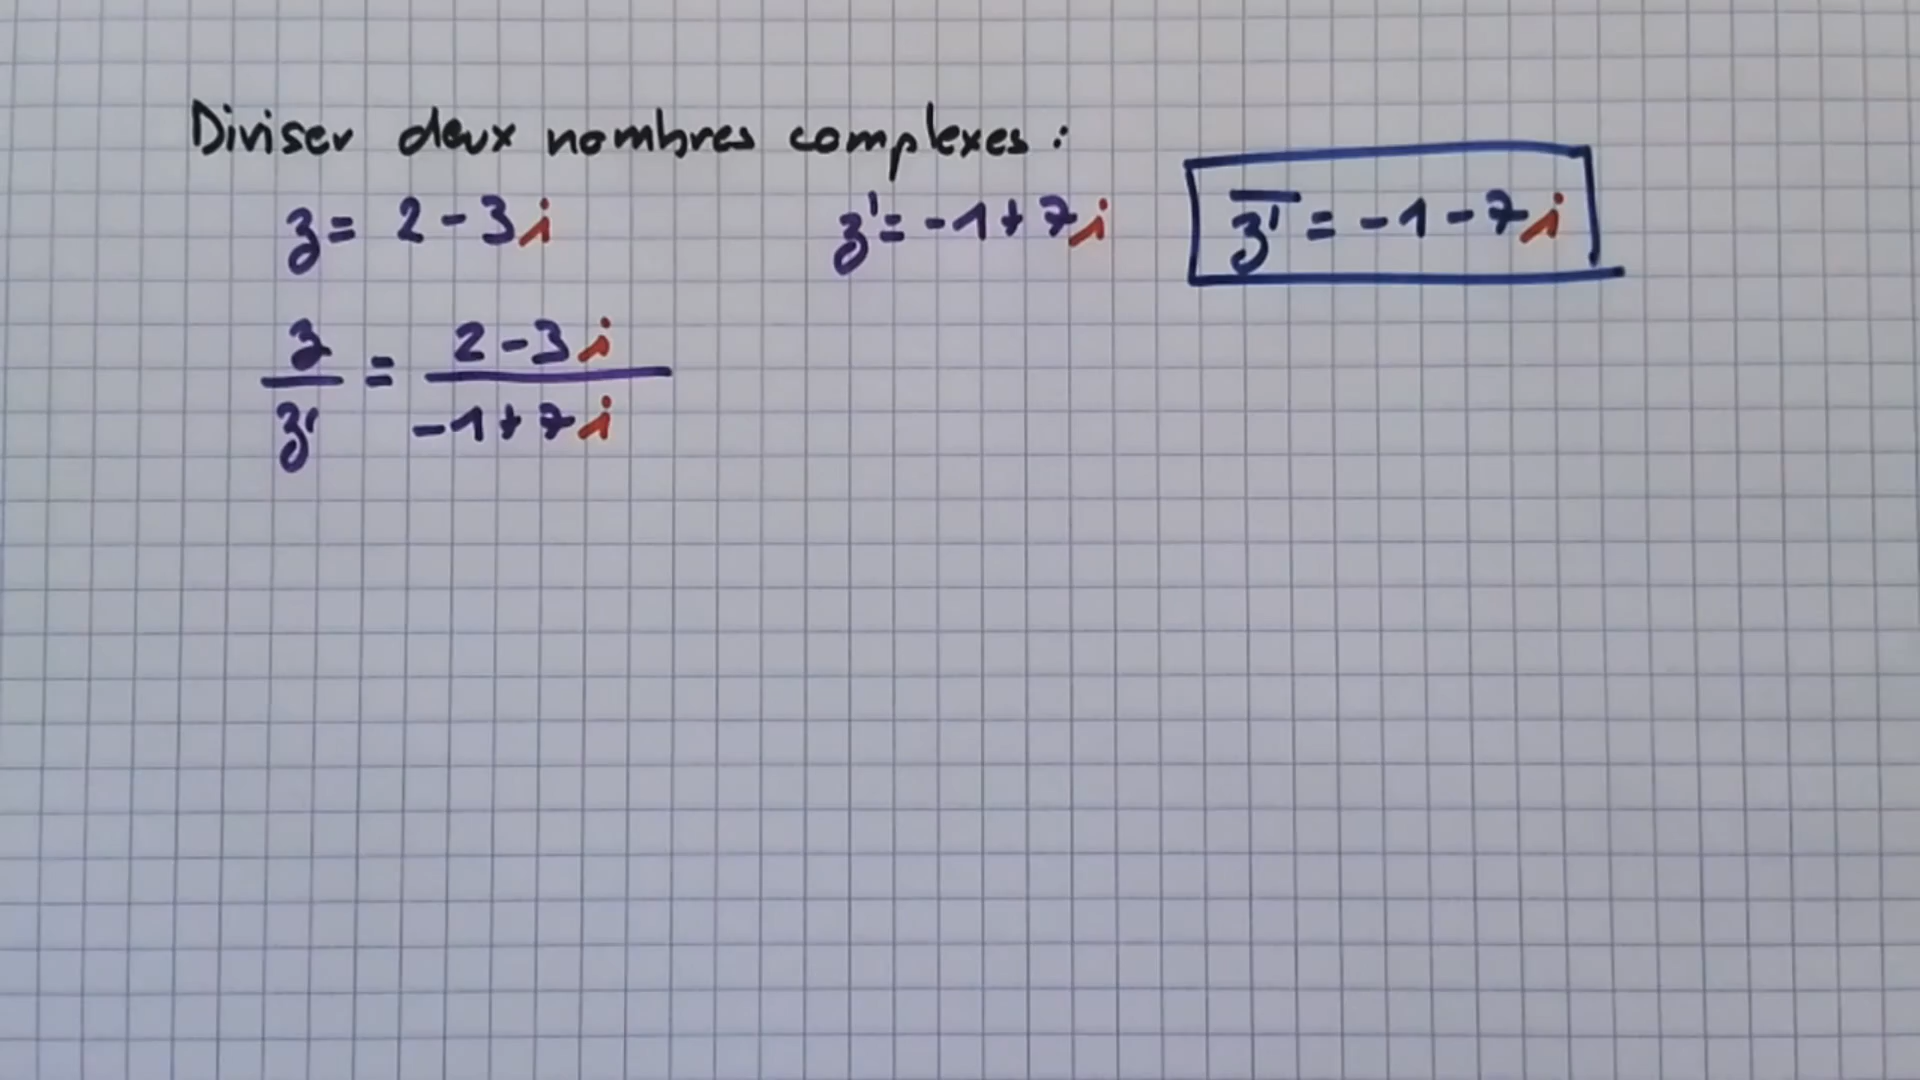 Diviser deux nombres complexes :
z = 2 - 3i z' = -1 + 7i z̅'̅ = -1 - 7i
z/z' = (2 - 3i)/(-1 + 7i)